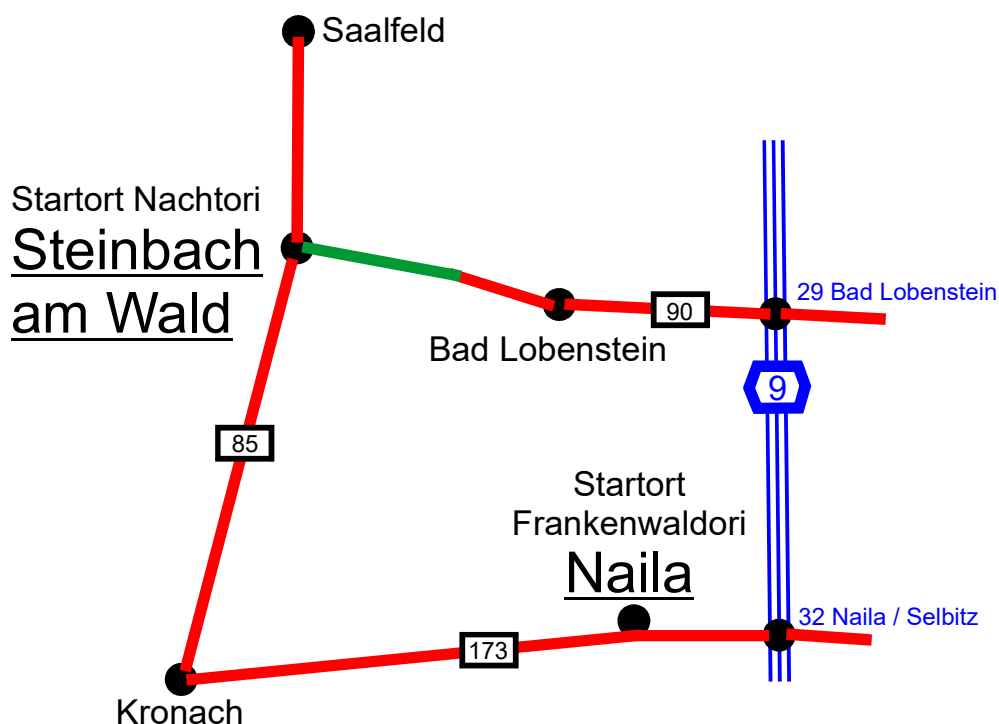 Saalfeld
Startort Nachtori
Steinbach
am Wald
29 Bad Lobenstein
90
Bad Lobenstein
9
85
Startort
Frankenwaldori
Naila
32 Naila / Selbitz
173
Kronach